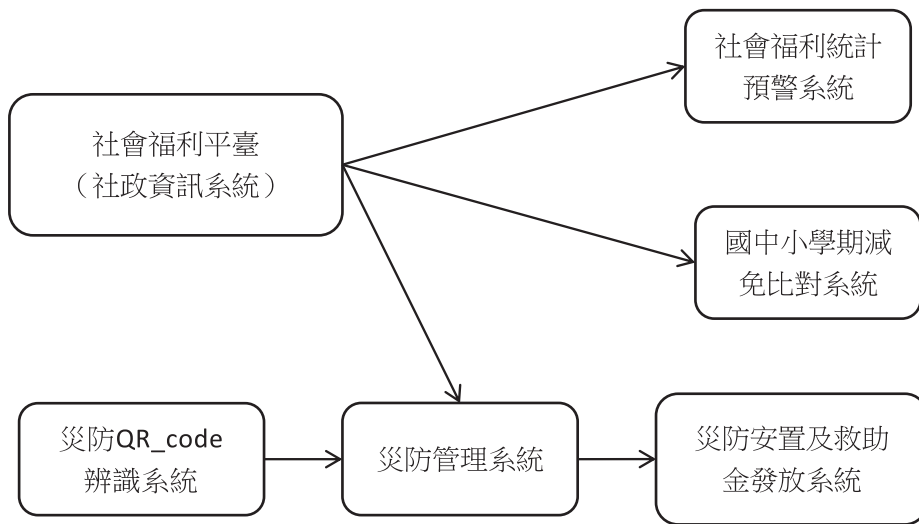 社會福利統計
預警系統
社會福利平臺
（社政資訊系統）
國中小學期減
免比對系統
災防QR_code
辨識系統
災防管理系統
災防安置及救助
金發放系統